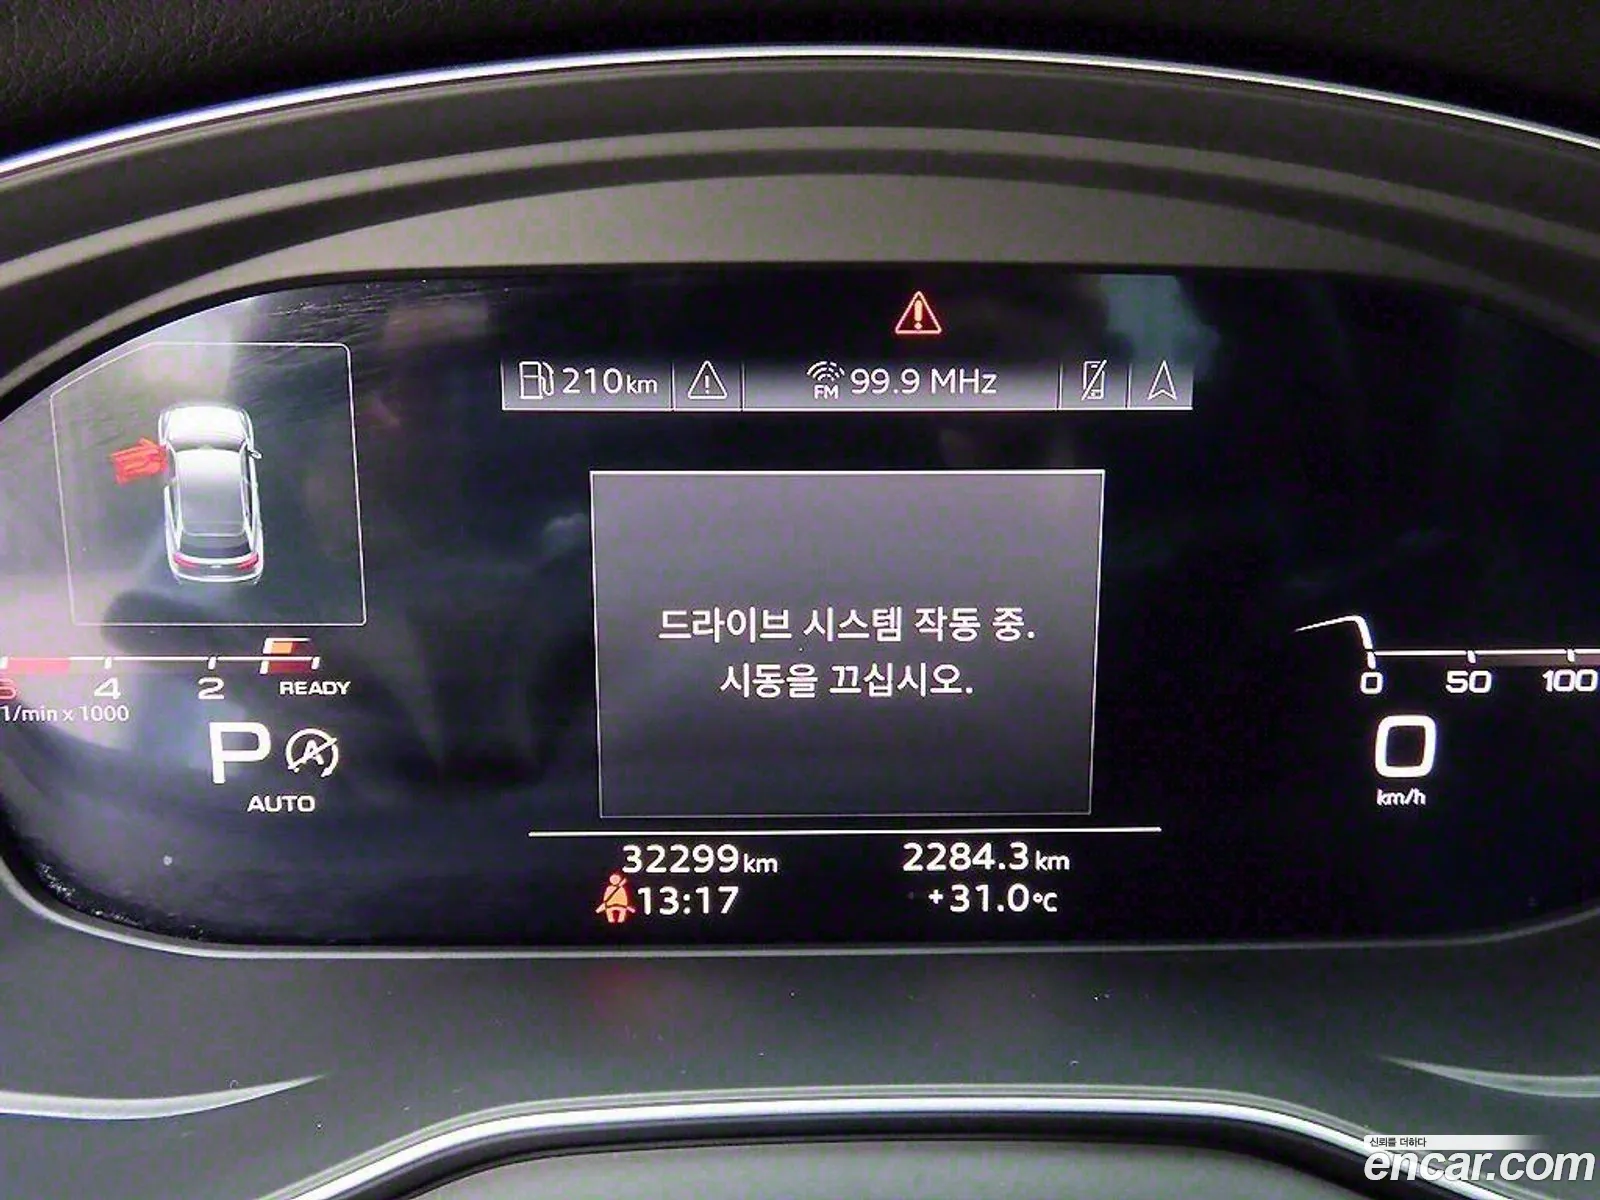 210km
FM 99.9 MHz
드라이브 시스템 작동 중.
시동을 끄십시오.
4 2 READY
1/min x 1000
P A
AUTO
0 50 100
0
km/h
32299km 2284.3km
13:17 +31.0°C
신뢰를 더하다
encar.com